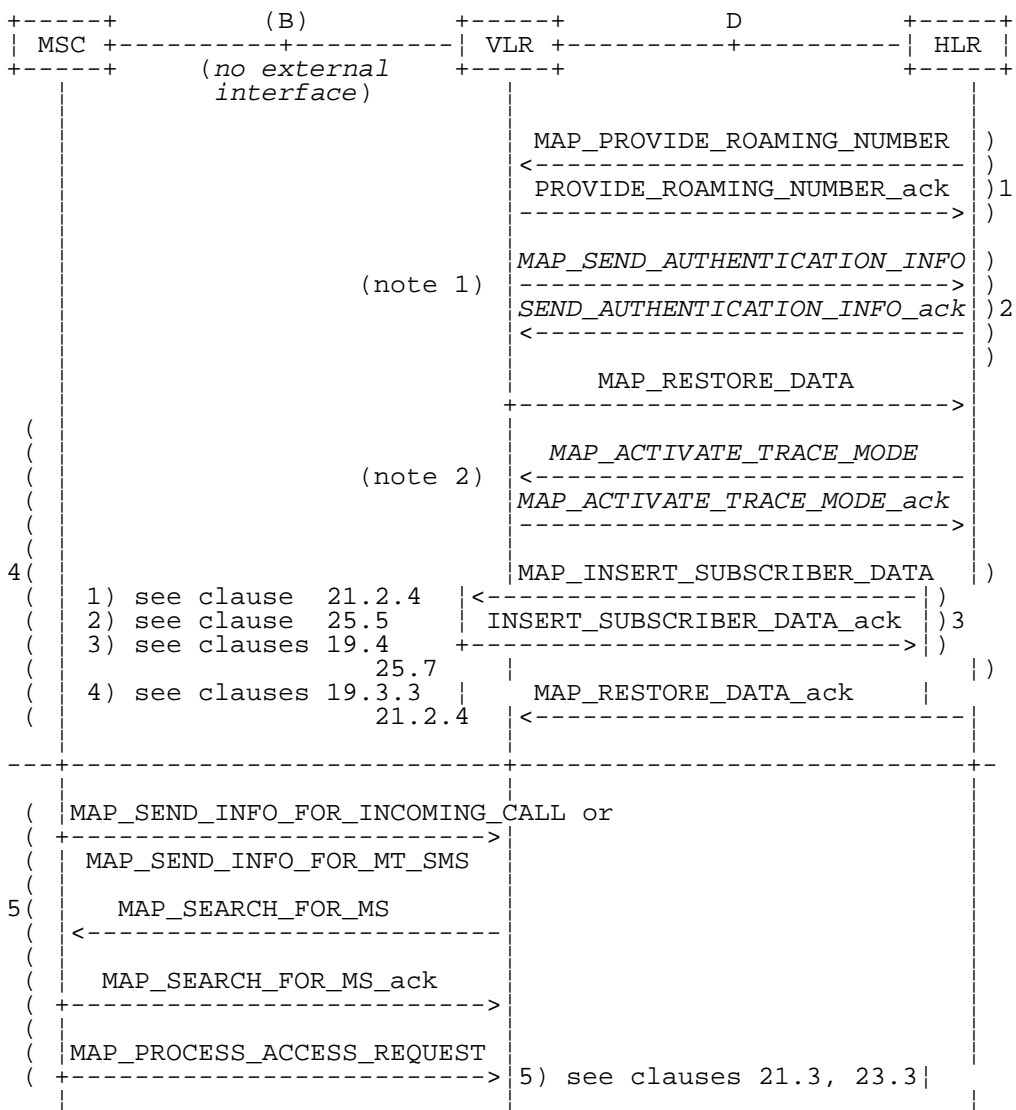 (B) D
MSC VLR HLR
(no external
interface)
MAP_PROVIDE_ROAMING_NUMBER )
)
PROVIDE_ROAMING_NUMBER_ack )1
)
MAP_SEND_AUTHENTICATION_INFO )
(note 1) )
SEND_AUTHENTICATION_INFO_ack )2
)
)
MAP_RESTORE_DATA
(
( MAP_ACTIVATE_TRACE_MODE
( (note 2)
( MAP_ACTIVATE_TRACE_MODE_ack
(
(
4( MAP_INSERT_SUBSCRIBER_DATA )
( 1) see clause 21.2.4 )
( 2) see clause 25.5 INSERT_SUBSCRIBER_DATA_ack )3
( 3) see clauses 19.4 )
( 25.7 )
( 4) see clauses 19.3.3 MAP_RESTORE_DATA_ack
( 21.2.4
( MAP_SEND_INFO_FOR_INCOMING_CALL or
(
( MAP_SEND_INFO_FOR_MT_SMS
(
5( MAP_SEARCH_FOR_MS
(
(
( MAP_SEARCH_FOR_MS_ack
(
(
( MAP_PROCESS_ACCESS_REQUEST
( 5) see clauses 21.3, 23.3